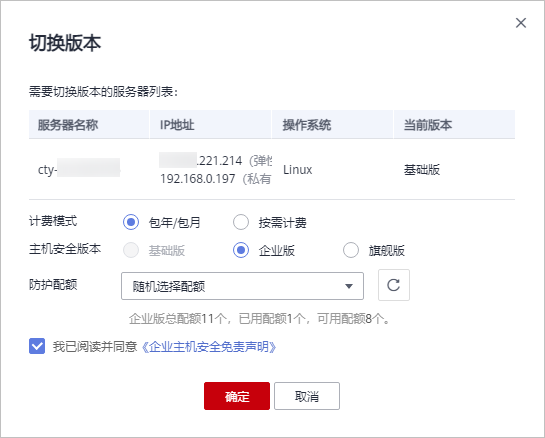 切换版本
需要切换版本的服务器列表:
服务器名称 IP地址 操作系统 当前版本
cty- .221.214（弹性 Linux 基础版
192.168.0.197（私有
计费模式 包年/包月 按需计费
主机安全版本 基础版 企业版 旗舰版
防护配额 随机选择配额
企业版总配额11个，已用配额1个，可用配额8个。
我已阅读并同意《企业主机安全免责声明》
确定 取消